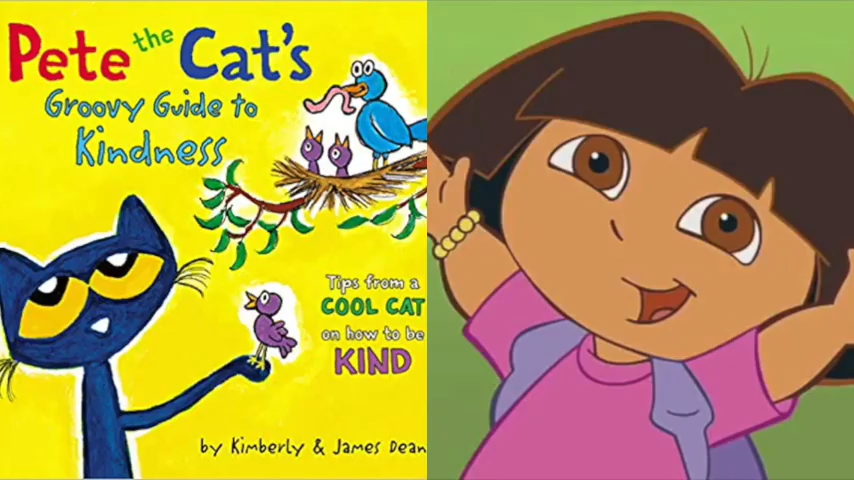 Pete the Cat's
Groovy Guide to
Kindness
Tips from a
COOL CAT
on how to be
KIND
by Kimberly & James Dean